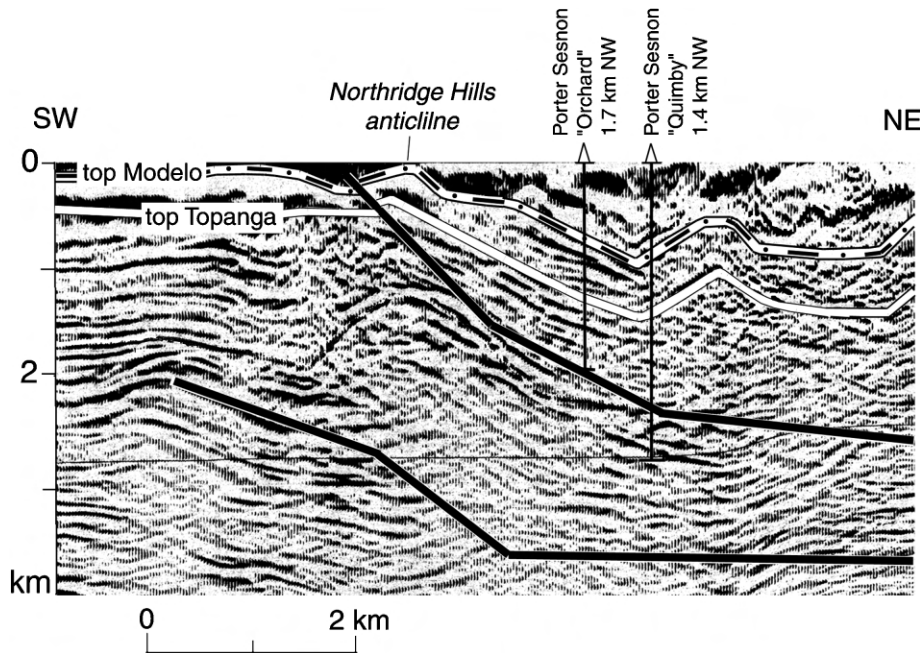 Porter Sesnon
"Orchard"
1.7 km NW
Porter Sesnon
"Quimby"
1.4 km NW
Northridge Hills
anticlilne
SW
NE
0
top Modelo
top Topanga
2
km
0
2 km